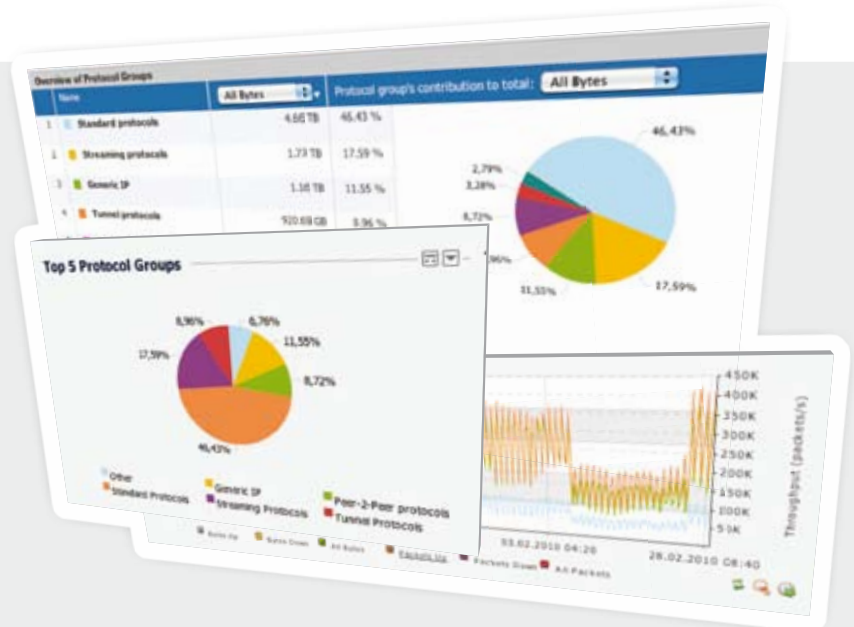 Overview of Protocol Groups
Name All Bytes Protocol group's contribution to total: All Bytes
1 Standard protocols 4.66 TB 46.43 %
2 Streaming protocols 1.73 TB 17.59 %
3 Generic IP 1.16 TB 11.55 %
4 Tunnel protocols 920.69 GB 8.96 %
46,43%
2,79%
3,28%
8,72%
11,55%
17,59%
Top 5 Protocol Groups
8,96%
6,76%
17,59%
11,55%
8,72%
46,43%
Other
Generic IP
Peer-2-Peer protocols
Standard Protocols
Streaming Protocols
Tunnel Protocols
450K
400K
350K
300K
250K
200K
150K
100K
50K
Throughput (packets/s)
03.02.2010 04:20
28.02.2010 08:40
Bytes Up Bytes Down All Bytes Packets Up Packets Down All Packets